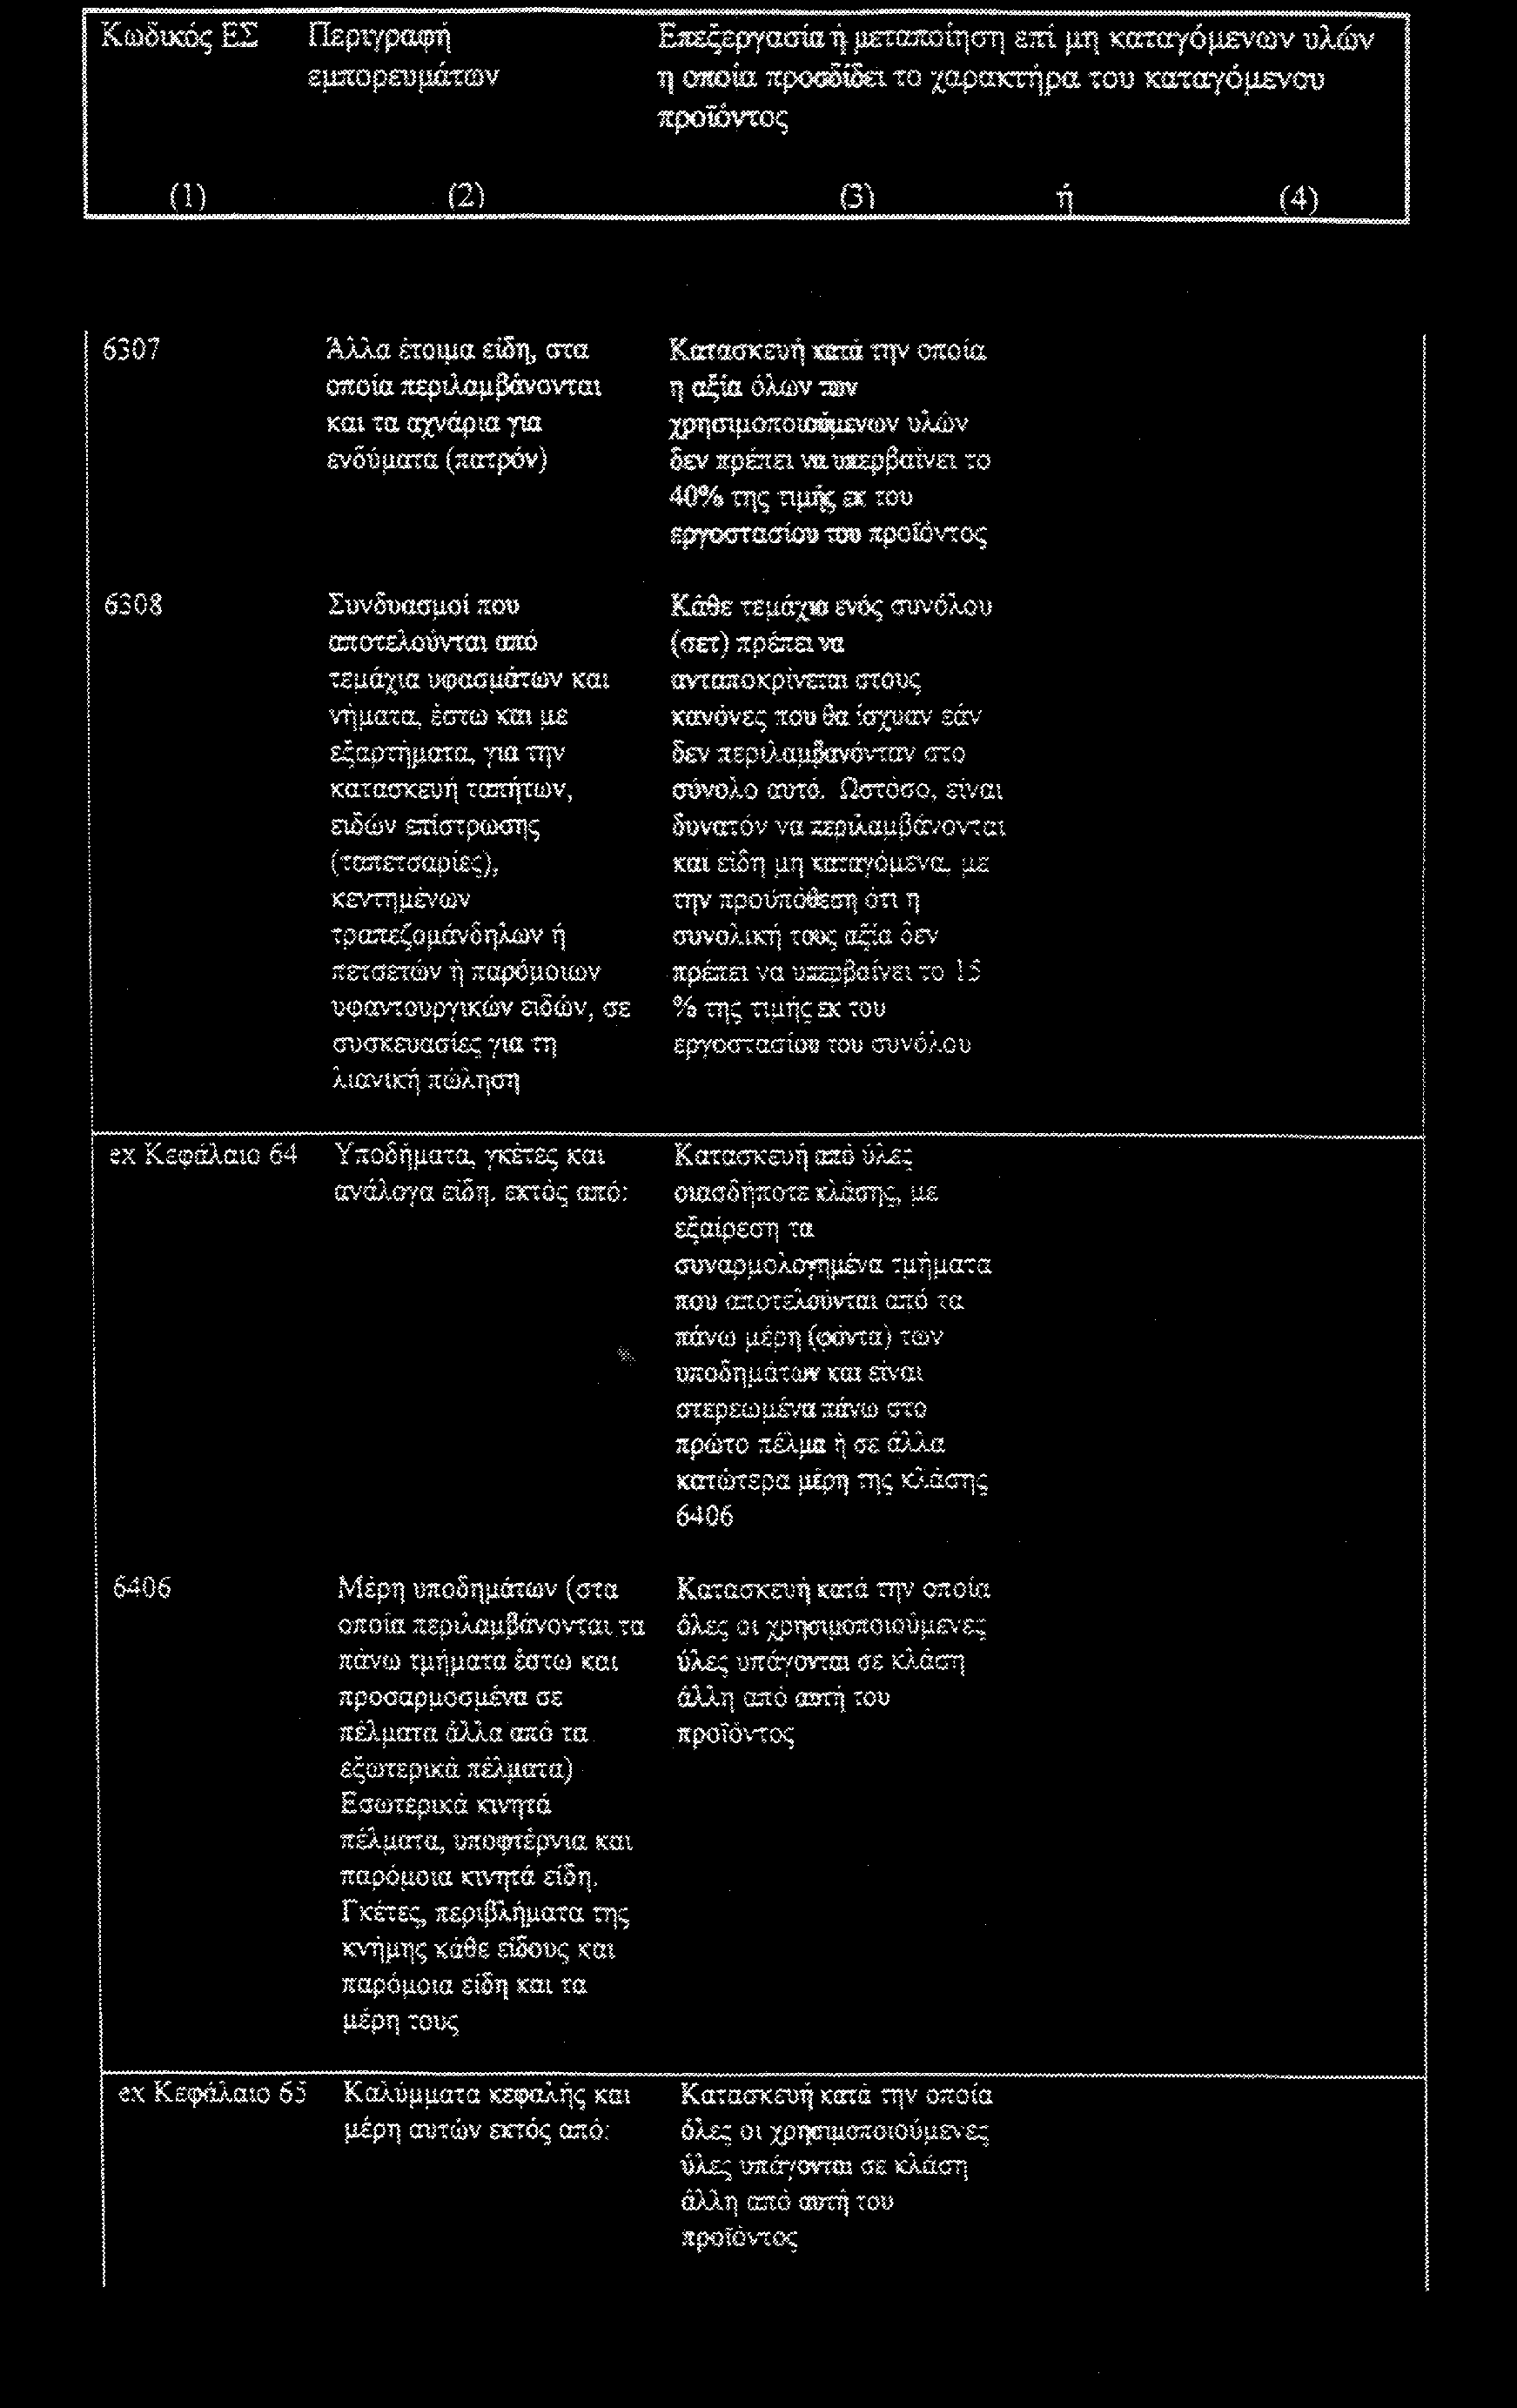 Κωδικός ΕΣ
Περιγραφή
εμπορευμάτων
Επεξεργασία ή μεταποίηση επί μη καταγόμενων υλών
η οποία προσδίδει το χαρακτήρα του καταγόμενου
προϊόντος
(1) (2) (3) ή (4)
6307
Άλλα έτοιμα είδη, στα
οποία περιλαμβάνονται
και τα αχνάρια για
ενδύματα (πατρόν)
Κατασκευή κατά την οποία
η αξία όλων των
χρησιμοποιούμενων υλών
δεν πρέπει να υπερβαίνει το
40% της τιμής εκ του
εργοστασίου του προϊόντος
6308
Συνδυασμοί που
αποτελούνται από
τεμάχια υφασμάτων και
νήματα, έστω και με
εξαρτήματα, για την
κατασκευή ταπήτων,
ειδών επίστρωσης
(ταπετσαρίες),
κεντημένων
τραπεζομάνδηλων ή
πετσετών ή παρόμοιων
υφαντουργικών ειδών, σε
συσκευασίες για τη
λιανική πώληση
Κάθε τεμάχιο ενός συνόλου
(σετ) πρέπει να
ανταποκρίνεται στους
κανόνες που θα ίσχυαν εάν
δεν περιλαμβανόνταν στο
σύνολο αυτό. Ωστόσο, είναι
δυνατόν να περιλαμβάνονται
και είδη μη καταγόμενα, με
την προϋπόθεση ότι η
συνολική τους αξία δεν
πρέπει να υπερβαίνει το 15
% της τιμής εκ του
εργοστασίου του συνόλου
ex Κεφάλαιο 64
Υποδήματα, γκέτες και
ανάλογα είδη, εκτός από:
Κατασκευή από ύλες
οιασδήποτε κλάσης, με
εξαίρεση τα
συναρμολογημένα τμήματα
που αποτελούνται από τα
πάνω μέρη (φόντα) των
υποδημάτων και είναι
στερεωμένα πάνω στο
πρώτο πέλμα ή σε άλλα
κατώτερα μέρη της κλάσης
6406
6406
Μέρη υποδημάτων (στα
οποία περιλαμβάνονται τα
πάνω τμήματα έστω και
προσαρμοσμένα σε
πέλματα άλλα από τα
εξωτερικά πέλματα)
Εσωτερικά κινητά
πέλματα, υποφτέρνια και
παρόμοια κινητά είδη.
Γκέτες, περιβλήματα της
κνήμης κάθε είδους και
παρόμοια είδη και τα
μέρη τους
Κατασκευή κατά την οποία
όλες οι χρησιμοποιούμενες
ύλες υπάγονται σε κλάση
άλλη από αυτή του
προϊόντος
ex Κεφάλαιο 65
Καλύμματα κεφαλής και
μέρη αυτών εκτός από:
Κατασκευή κατά την οποία
όλες οι χρησιμοποιούμενες
ύλες υπάγονται σε κλάση
άλλη από αυτή του
προϊόντος